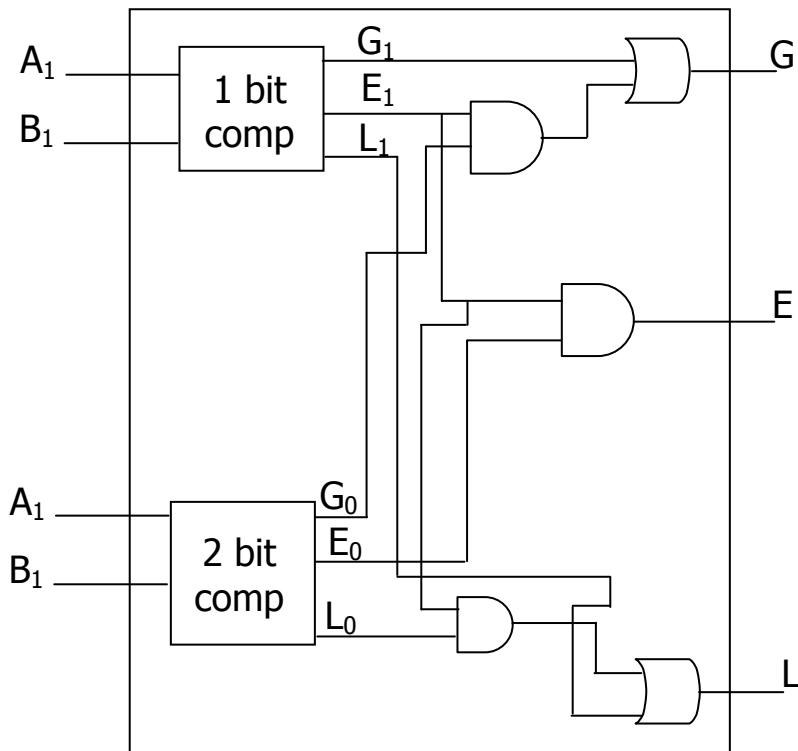 A₁
B₁
1 bit
comp
G₁
E₁
L₁
G
E
A₁
B₁
2 bit
comp
G₀
E₀
L₀
L